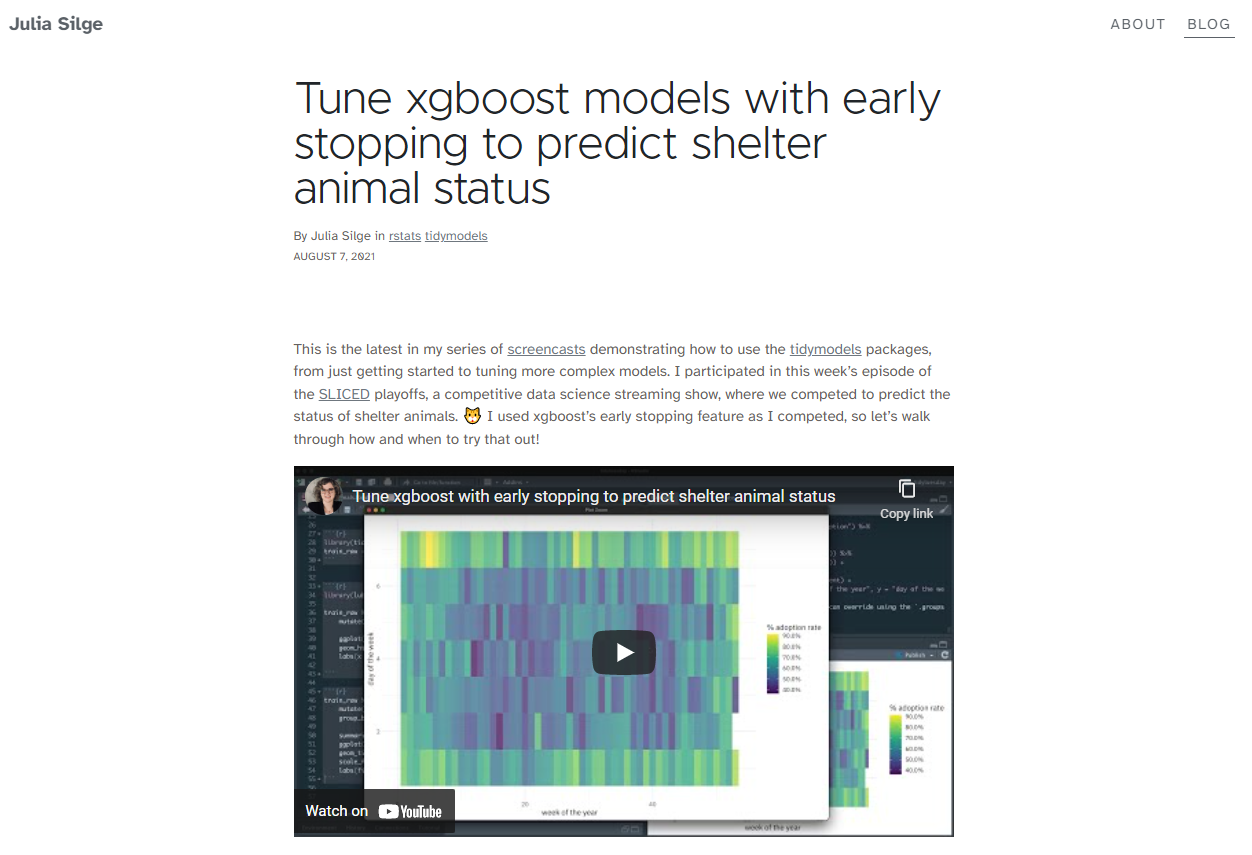 Julia Silge
ABOUT
BLOG
Tune xgboost models with early
stopping to predict shelter
animal status
By Julia Silge in rstats tidymodels
AUGUST 7, 2021
This is the latest in my series of screencasts demonstrating how to use the tidymodels packages,
from just getting started to tuning more complex models. I participated in this week’s episode of
the SLICED playoffs, a competitive data science streaming show, where we competed to predict the
status of shelter animals. 🐱 I used xgboost’s early stopping feature as I competed, so let’s walk
through how and when to try that out!
Tune xgboost with early stopping to predict shelter animal status
Copy link
Plot Zoom
day of the week
6
4
2
20
40
week of the year
% adoption rate
90.0%
80.0%
70.0%
60.0%
50.0%
40.0%
Publish
% adoption rate
90.0%
80.0%
70.0%
60.0%
50.0%
40.0%
week of the year
Watch on YouTube